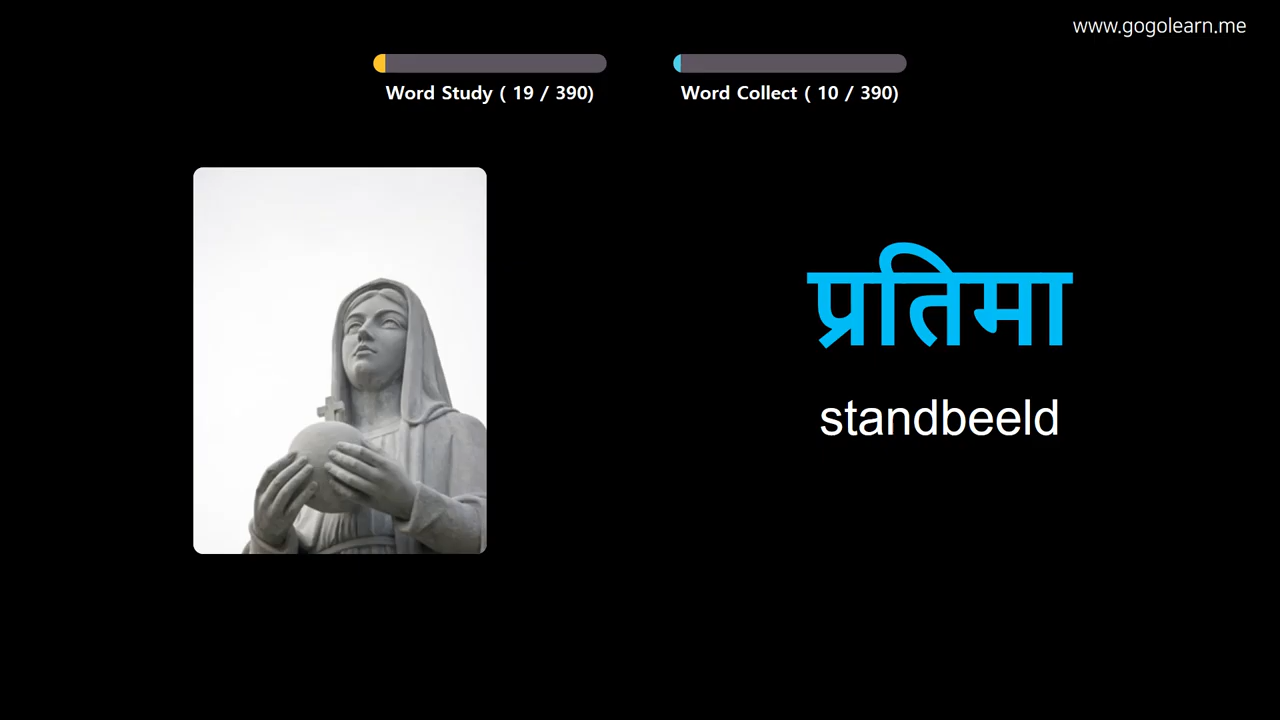 www.gogolearn.me
Word Study ( 19 / 390)
Word Collect ( 10 / 390)
प्रतिमा
standbeeld